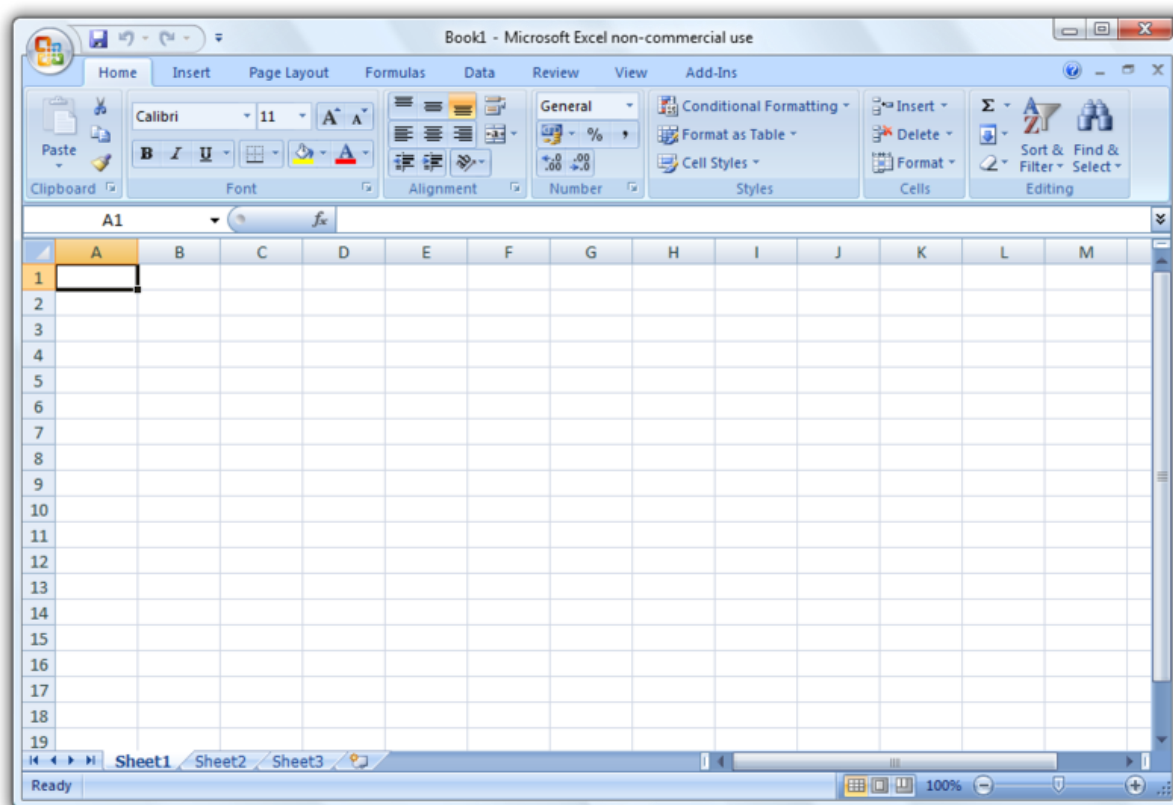 Book1 - Microsoft Excel non-commercial use
Home Insert Page Layout Formulas Data Review View Add-Ins
Calibri 11 A A General Conditional Formatting Insert Σ
Paste B I U A % , Format as Table Delete Sort & Filter Find & Select
.00 .00 .0 Cell Styles Format
Clipboard Font Alignment Number Styles Cells Editing
A1 fx
A B C D E F G H I J K L M
1
2
3
4
5
6
7
8
9
10
11
12
13
14
15
16
17
18
19
Sheet1 Sheet2 Sheet3
Ready 100%